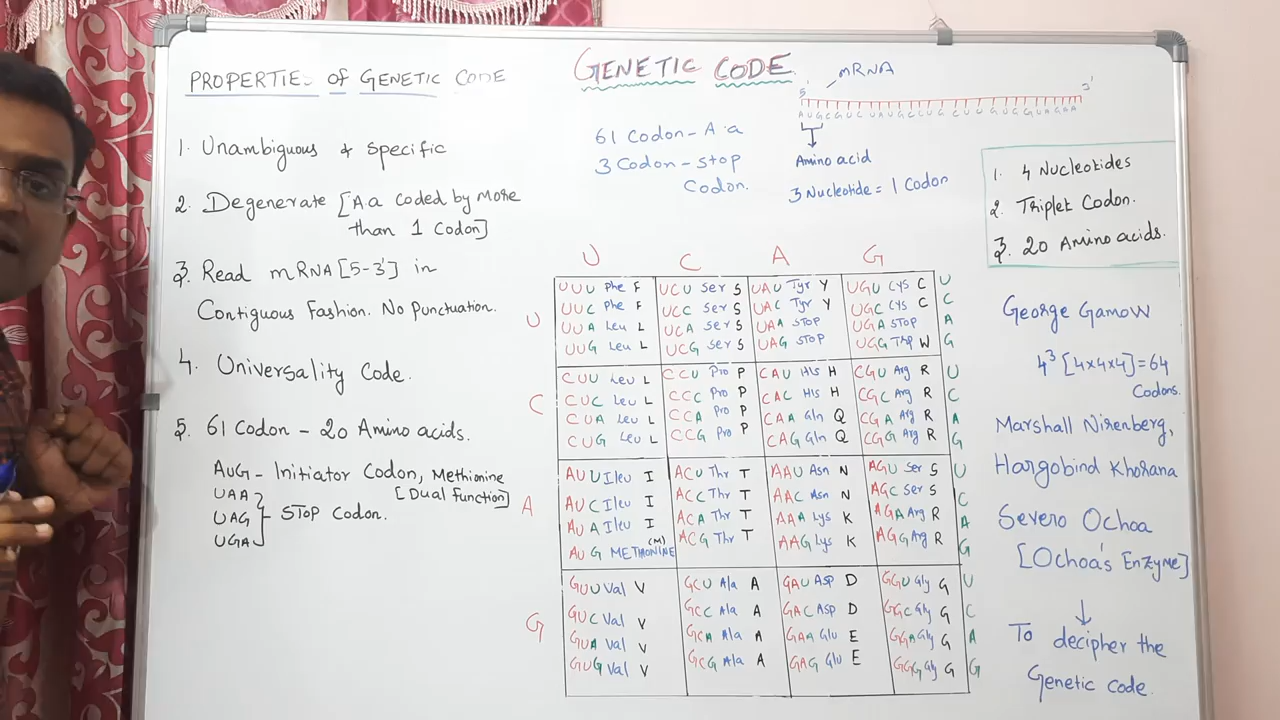 GENETIC CODE
PROPERTIES of GENETIC CODE
1. Unambiguous & Specific
2. Degenerate [A.a coded by More
than 1 Codon]
3. Read mRNA [5-3'] in
Contiguous Fashion. No Punctuation.
4. Universality Code.
5. 61 Codon - 20 Amino acids.
AUG - Initiator Codon, Methionine
[Dual Function]
UAA
UAG - STOP Codon.
UGA
61 Codon - A.a
3 Codon - Stop
Codon.
mRNA
5' 3'
Amino acid
3 Nucleotide = 1 Codon
1. 4 Nucleotides
2. Triplet Codon.
3. 20 Amino acids.
U C A G
U
UUU Phe F UCU Ser S UAU Tyr Y UGU Cys C U
UUC Phe F UCC Ser S UAC Tyr Y UGC Cys C C
UUA Leu L UCA Ser S UAA STOP UGA STOP A
UUG Leu L UCG Ser S UAG STOP UGG Trp W G
C
CUU Leu L CCU Pro P CAU His H CGU Arg R U
CUC Leu L CCC Pro P CAC His H CGC Arg R C
CUA Leu L CCA Pro P CAA Gln Q CGA Arg R A
CUG Leu L CCG Pro P CAG Gln Q CGG Arg R G
A
AUU Ileu I ACU Thr T AAU Asn N AGU Ser S U
AUC Ileu I ACC Thr T AAC Asn N AGC Ser S C
AUA Ileu I ACA Thr T AAA Lys K AGA Arg R A
AUG METHONINE (M) ACG Thr T AAG Lys K AGG Arg R G
G
GUU Val V GCU Ala A GAU Asp D GGU Gly G U
GUC Val V GCC Ala A GAC Asp D GGC Gly G C
GUA Val V GCA Ala A GAA Glu E GGA Gly G A
GUG Val V GCG Ala A GAG Glu E GGG Gly G G
George Gamow
4³ [4x4x4] = 64
Codons.
Marshall Nirenberg,
Hargobind Khorana
Severo Ochoa
[Ochoa's Enzyme]
To decipher the
Genetic code.